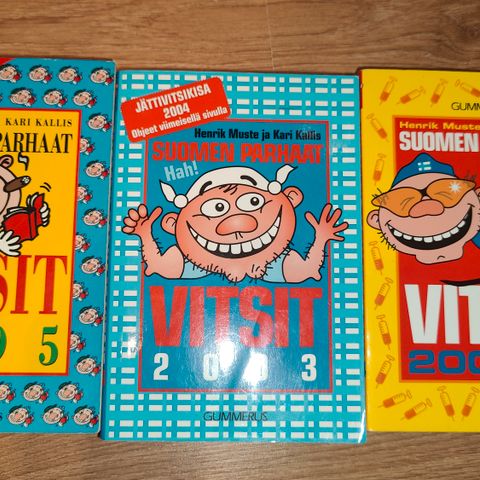 KARI KALLIS
PARHAAT
SIT
95
JÄTTIVITSIKISA
2004
Ohjeet viimeisellä sivulla
Henrik Muste ja Kari Kallis
SUOMEN PARHAAT
Hah!
VITSIT
2003
GUMMERUS
GUMME
Henrik Muste
SUOMEN
VIT
200